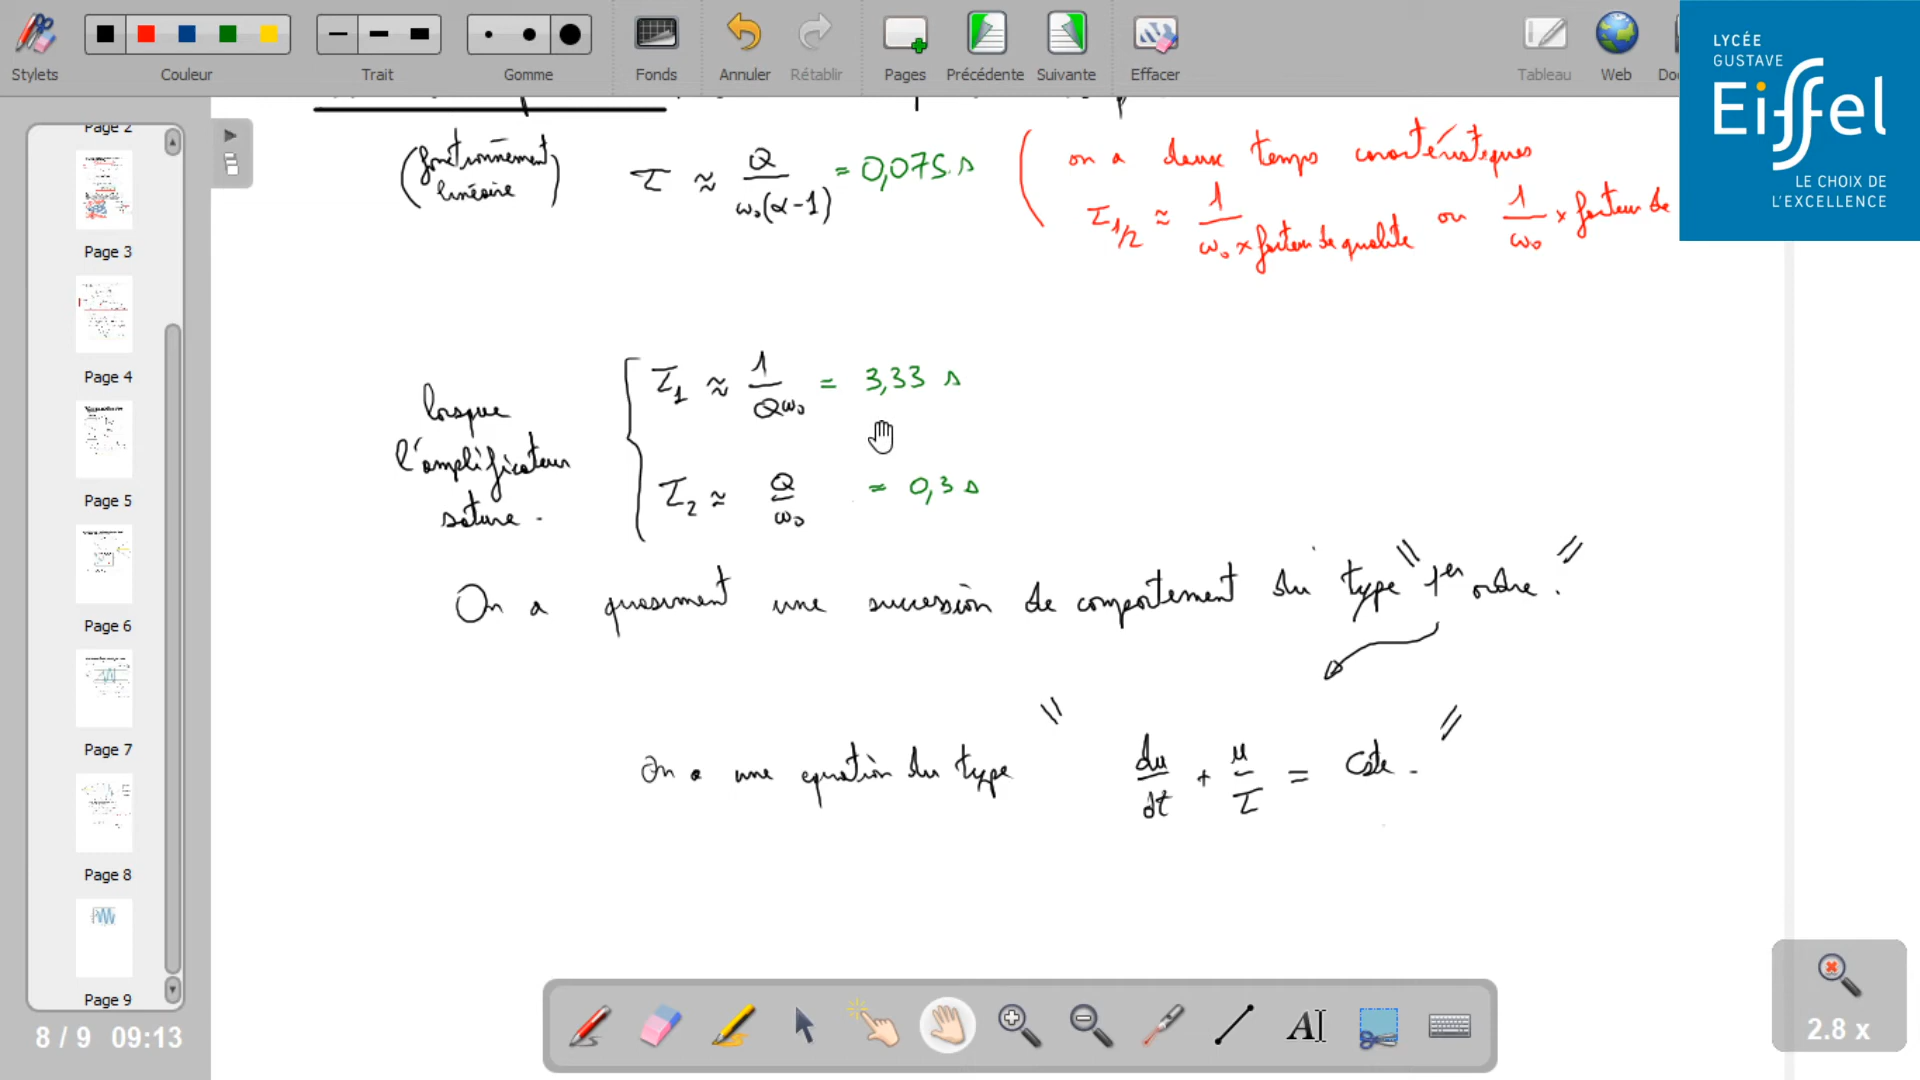 Stylets
Couleur
Trait
Gomme
Fonds
Annuler
Rétablir
Pages
Précédente
Suivante
Effacer
Tableau
Web
LYCÉE
GUSTAVE
Eiffel
LE CHOIX DE
L'EXCELLENCE
Page 2
Page 3
Page 4
Page 5
Page 6
Page 7
Page 8
Page 9
8 / 9 09:13
(fonctionnement linéaire) τ ≈ Q/ω₀(α-1) = 0,075 s
(on a deux temps caractéristiques
τ1/2 ≈ 1/ω₀ × facteur de qualité ou 1/ω₀ × facteur de
lorsque
l'amplificateur
sature.
τ₁ ≈ 1/Qω₀ = 3,33 s
τ₂ ≈ Q/ω₀ = 0,3 s
On a quasiment une succession de comportement du type "1er ordre."
On a une equation du type " du/dt + u/τ = Cste. "
2.8 x